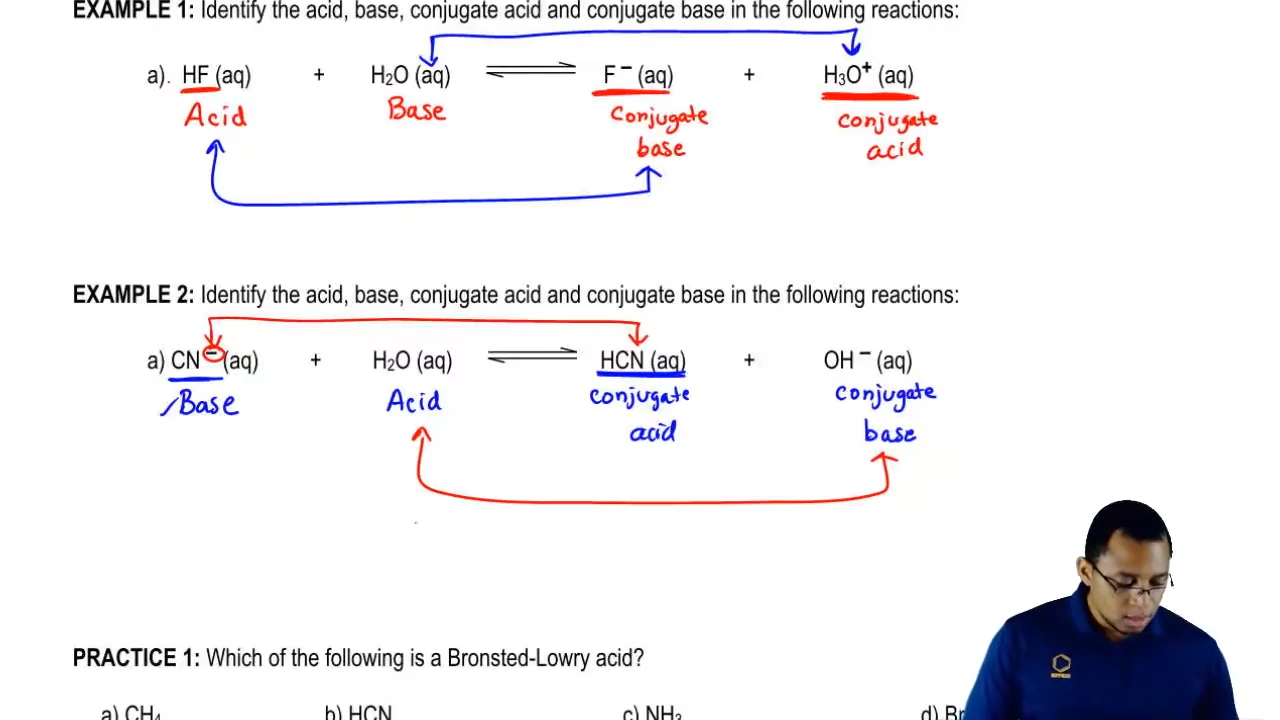 EXAMPLE 1: Identify the acid, base, conjugate acid and conjugate base in the following reactions:
a). HF (aq) + H₂O (aq) ⇌ F⁻ (aq) + H₃O⁺ (aq)
Acid Base conjugate base conjugate acid
EXAMPLE 2: Identify the acid, base, conjugate acid and conjugate base in the following reactions:
a) CN⁻ (aq) + H₂O (aq) ⇌ HCN (aq) + OH⁻ (aq)
Base Acid conjugate acid conjugate base
PRACTICE 1: Which of the following is a Bronsted-Lowry acid?
a) CH₄ b) HCN c) NH₃ d) Br